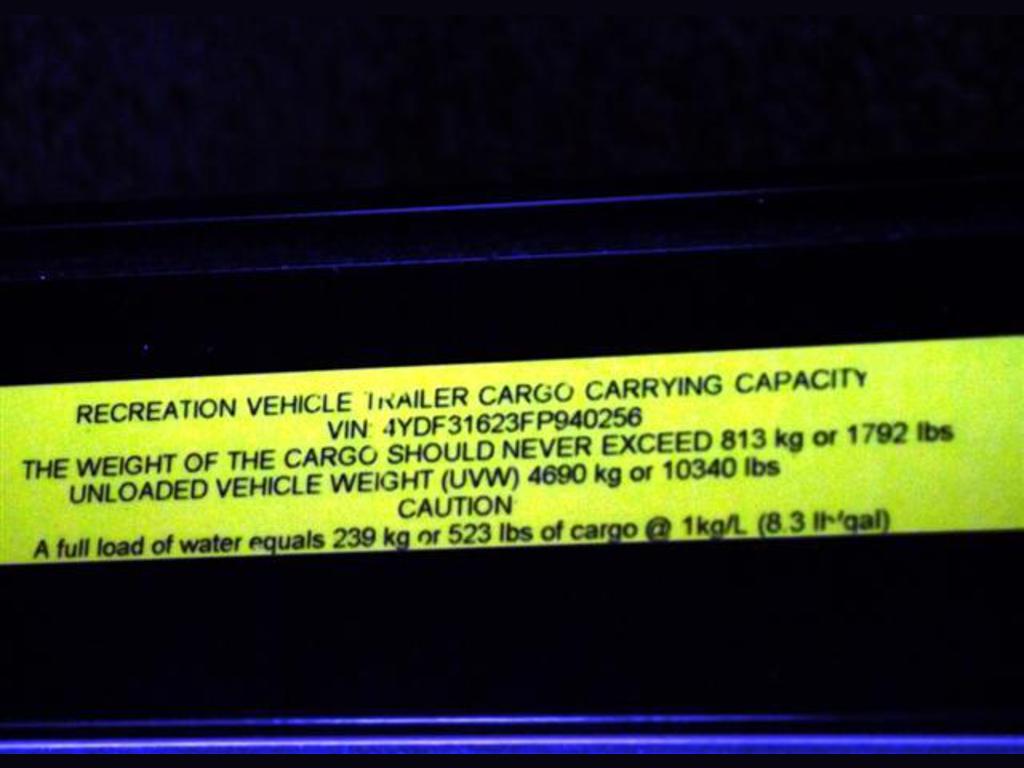 RECREATION VEHICLE TRAILER CARGO CARRYING CAPACITY
VIN: 4YDF31623FP940256
THE WEIGHT OF THE CARGO SHOULD NEVER EXCEED 813 kg or 1792 lbs
UNLOADED VEHICLE WEIGHT (UVW) 4690 kg or 10340 lbs
CAUTION
A full load of water equals 239 kg or 523 lbs of cargo @ 1kg/L (8.3 lb/gal)